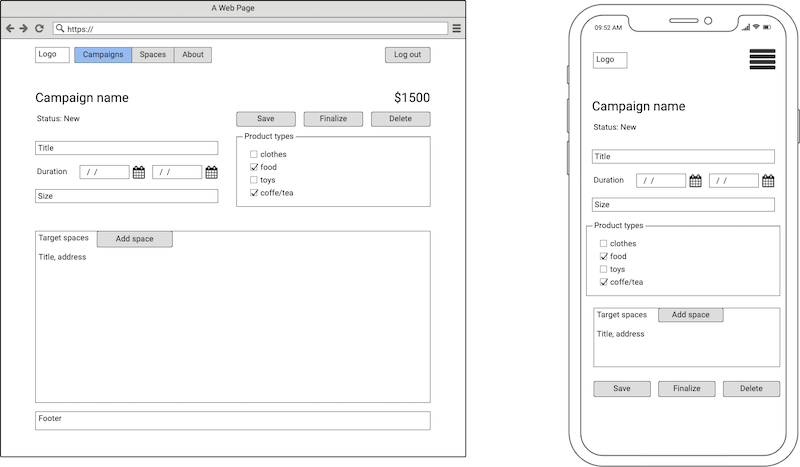 A Web Page
https://
Logo Campaigns Spaces About Log out
Campaign name $1500
Status: New Save Finalize Delete
Product types
Title clothes
Duration / / / / food
toys
Size coffe/tea
Target spaces Add space
Title, address
Footer
09:52 AM
Logo
Campaign name
Status: New
Title
Duration / / / /
Size
Product types
clothes
food
toys
coffe/tea
Target spaces Add space
Title, address
Save Finalize Delete